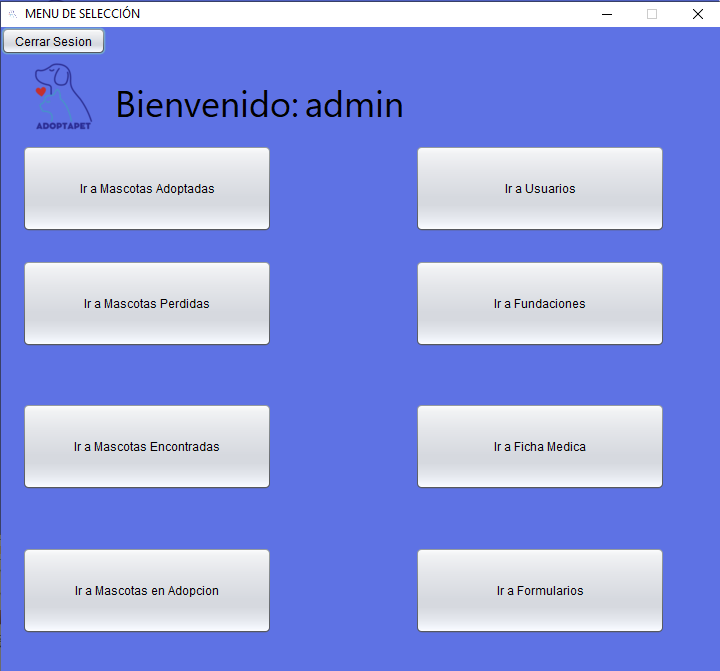 MENU DE SELECCIÓN
Cerrar Sesion
ADOPTAPET
Bienvenido: admin
Ir a Mascotas Adoptadas
Ir a Usuarios
Ir a Mascotas Perdidas
Ir a Fundaciones
Ir a Mascotas Encontradas
Ir a Ficha Medica
Ir a Mascotas en Adopcion
Ir a Formularios